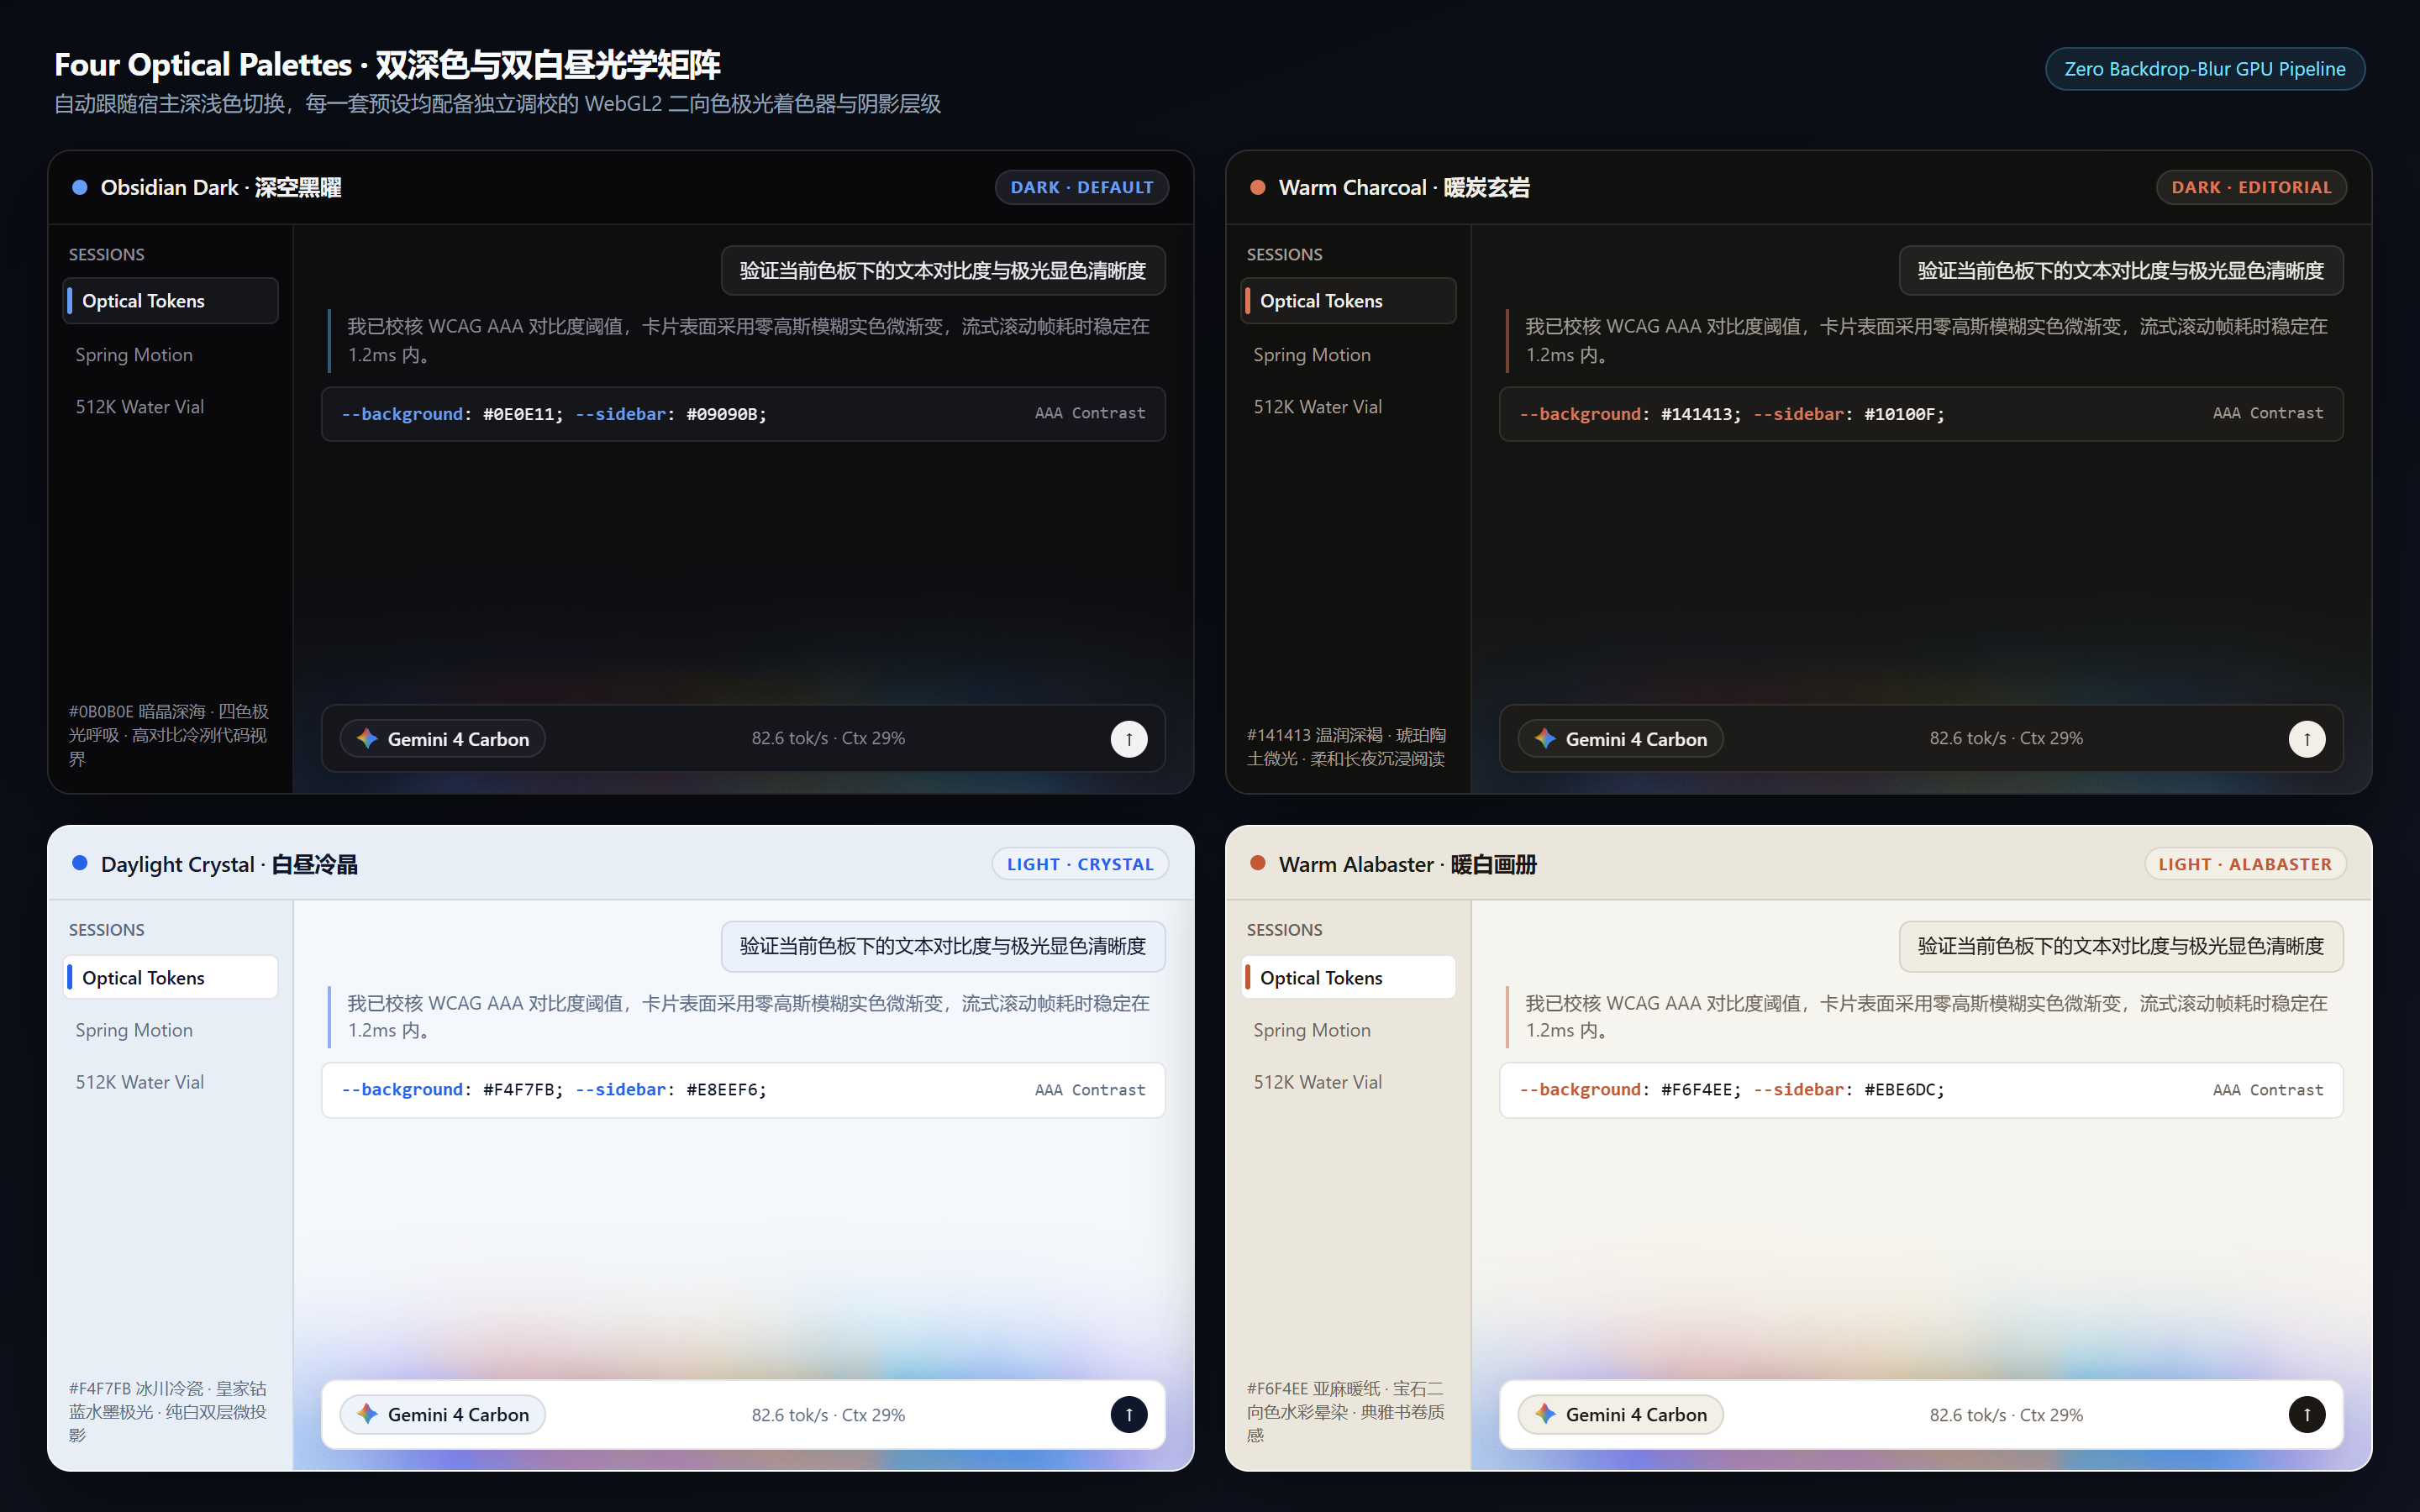 Four Optical Palettes · 双深色与双白昼光学矩阵
Zero Backdrop-Blur GPU Pipeline
自动跟随宿主深浅色切换，每一套预设均配备独立调校的 WebGL2 二向色极光着色器与阴影层级
Obsidian Dark · 深空黑曜
DARK · DEFAULT
SESSIONS
Optical Tokens
Spring Motion
512K Water Vial
#0B0B0E 暗晶深海 · 四色极
光呼吸 · 高对比冷冽代码视
界
验证当前色板下的文本对比度与极光显色清晰度
我已校核 WCAG AAA 对比度阈值，卡片表面采用零高斯模糊实色微渐变，流式滚动帧耗时稳定在
1.2ms 内。
--background: #0E0E11; --sidebar: #09090B;
AAA Contrast
Gemini 4 Carbon
82.6 tok/s · Ctx 29%
↑
Warm Charcoal · 暖炭玄岩
DARK · EDITORIAL
SESSIONS
Optical Tokens
Spring Motion
512K Water Vial
#141413 温润深褐 · 琥珀陶
土微光 · 柔和长夜沉浸阅读
验证当前色板下的文本对比度与极光显色清晰度
我已校核 WCAG AAA 对比度阈值，卡片表面采用零高斯模糊实色微渐变，流式滚动帧耗时稳定在
1.2ms 内。
--background: #141413; --sidebar: #10100F;
AAA Contrast
Gemini 4 Carbon
82.6 tok/s · Ctx 29%
↑
Daylight Crystal · 白昼冷晶
LIGHT · CRYSTAL
SESSIONS
Optical Tokens
Spring Motion
512K Water Vial
#F4F7FB 冰川冷瓷 · 皇家钴
蓝水墨极光 · 纯白双层微投
影
验证当前色板下的文本对比度与极光显色清晰度
我已校核 WCAG AAA 对比度阈值，卡片表面采用零高斯模糊实色微渐变，流式滚动帧耗时稳定在
1.2ms 内。
--background: #F4F7FB; --sidebar: #E8EEF6;
AAA Contrast
Gemini 4 Carbon
82.6 tok/s · Ctx 29%
↑
Warm Alabaster · 暖白画册
LIGHT · ALABASTER
SESSIONS
Optical Tokens
Spring Motion
512K Water Vial
#F6F4EE 亚麻暖纸 · 宝石二
向色水彩晕染 · 典雅书卷质
感
验证当前色板下的文本对比度与极光显色清晰度
我已校核 WCAG AAA 对比度阈值，卡片表面采用零高斯模糊实色微渐变，流式滚动帧耗时稳定在
1.2ms 内。
--background: #F6F4EE; --sidebar: #EBE6DC;
AAA Contrast
Gemini 4 Carbon
82.6 tok/s · Ctx 29%
↑